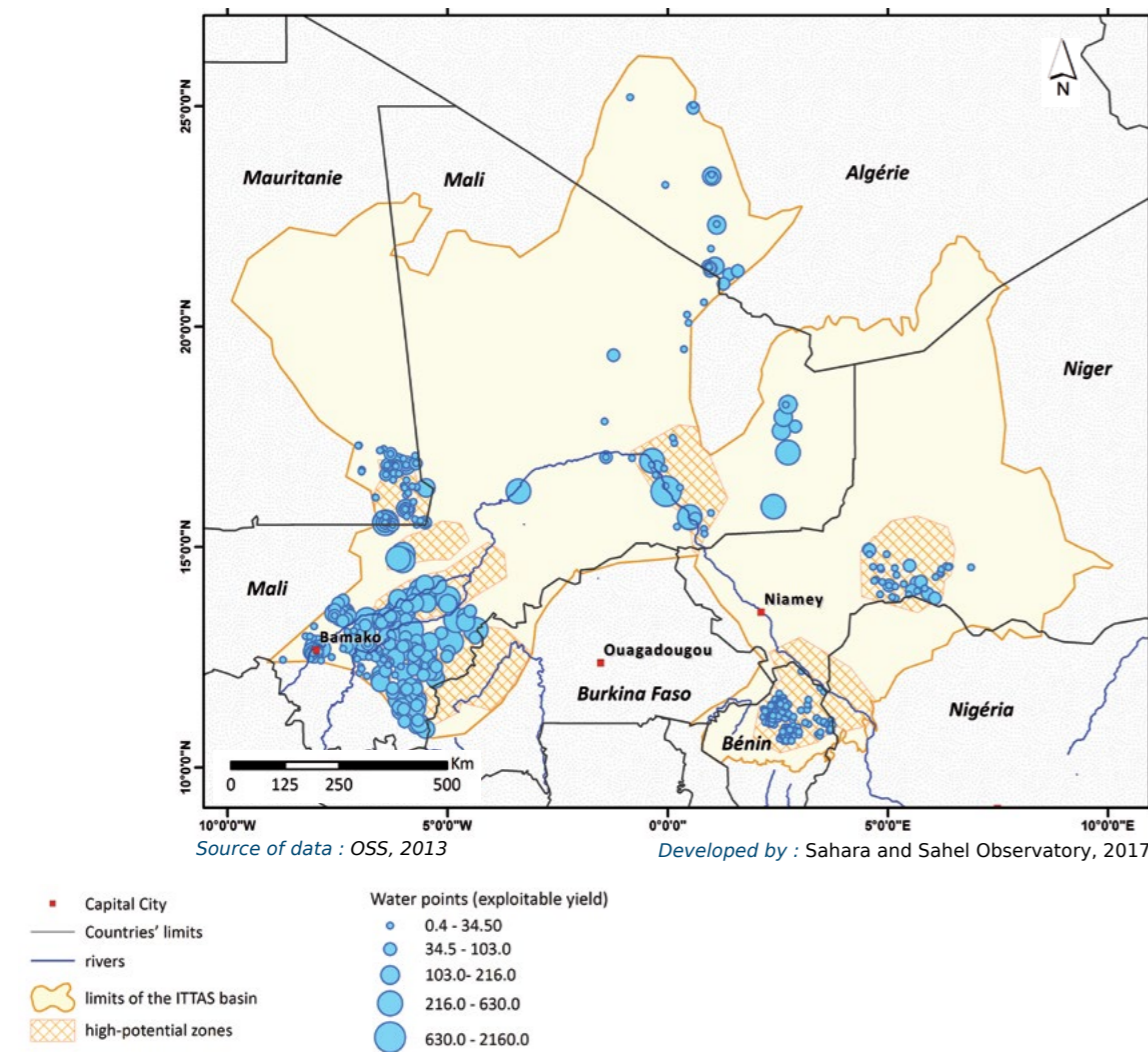 N
25°0'0"N
20°0'0"N
15°0'0"N
10°0'0"N
Mauritanie
Mali
Algérie
Niger
Mali
Bamako
Niamey
Ouagadougou
Burkina Faso
Bénin
Nigéria
Km
0 125 250 500
10°0'0"W 5°0'0"W 0°0'0" 5°0'0"E 10°0'0"E
Source of data : OSS, 2013
Developed by : Sahara and Sahel Observatory, 2017
Capital City
Countries' limits
rivers
limits of the ITTAS basin
high-potential zones
Water points (exploitable yield)
0.4 - 34.50
34.5 - 103.0
103.0- 216.0
216.0 - 630.0
630.0 - 2160.0